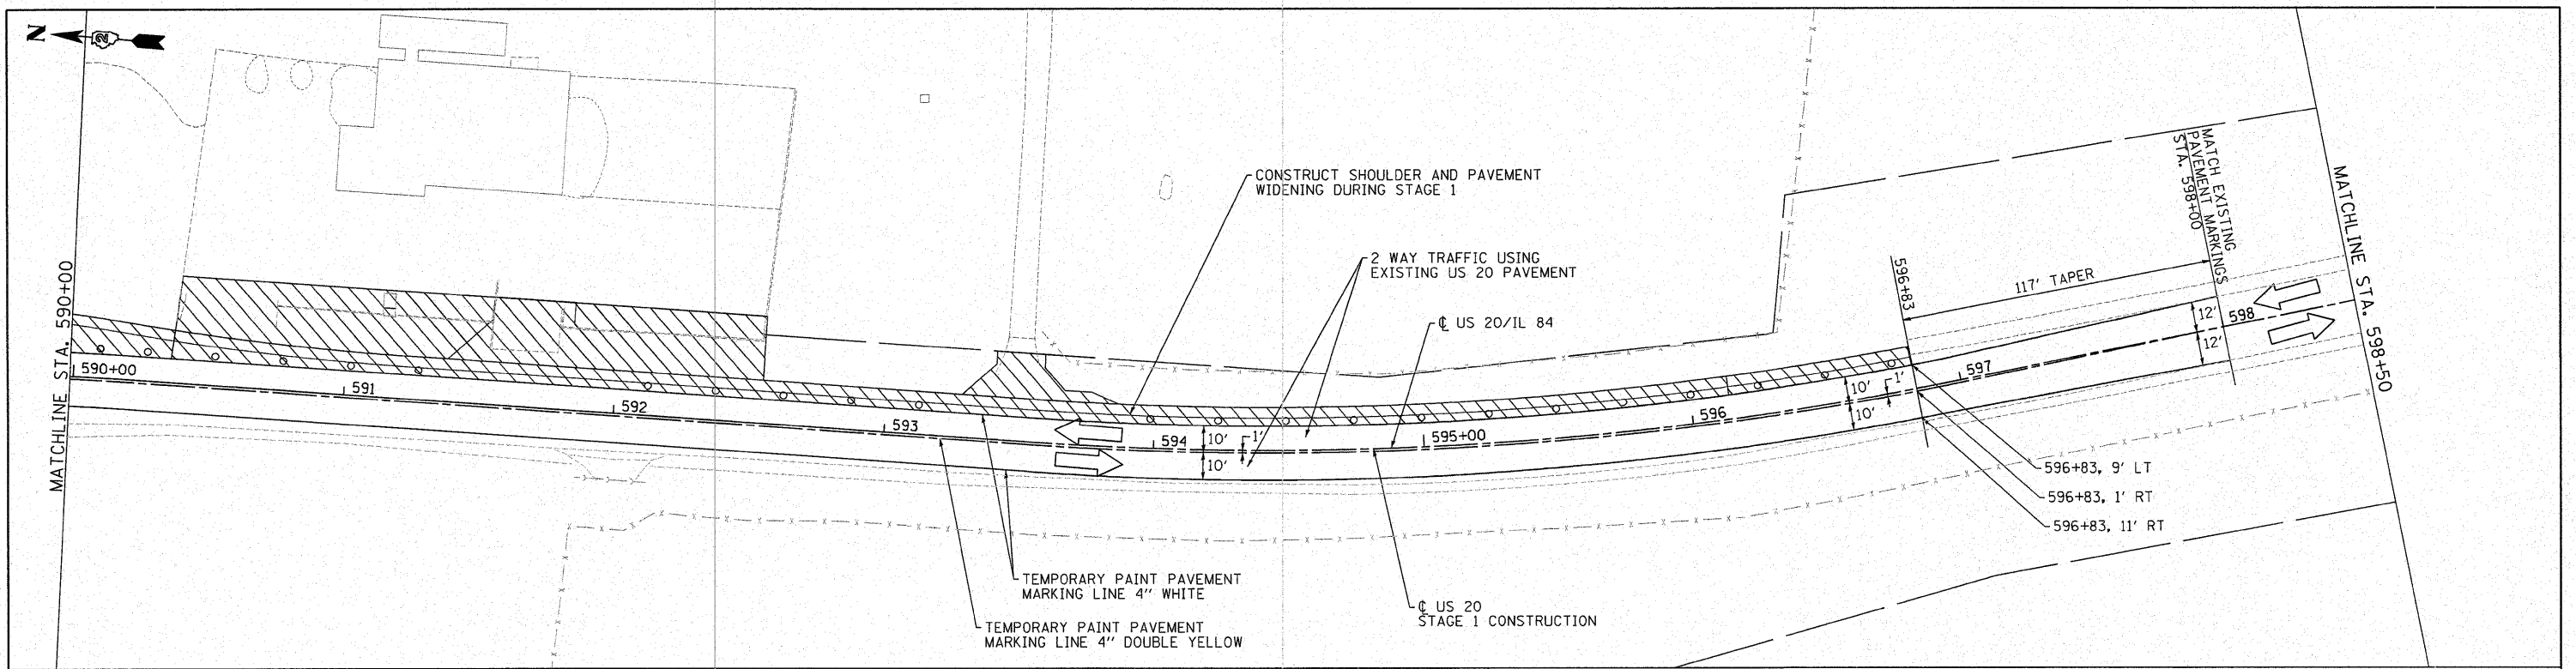 N
2
MATCHLINE STA. 590+00
590+00
591
592
593
594
595+00
596
597
598
CONSTRUCT SHOULDER AND PAVEMENT
WIDENING DURING STAGE 1
2 WAY TRAFFIC USING
EXISTING US 20 PAVEMENT
℄ US 20/IL 84
10'
10'
1'
10'
10'
1'
596+83
117' TAPER
MATCH EXISTING
PAVEMENT MARKINGS
STA. 598+00
12'
12'
MATCHLINE STA. 598+50
596+83, 9' LT
596+83, 1' RT
596+83, 11' RT
TEMPORARY PAINT PAVEMENT
MARKING LINE 4" WHITE
TEMPORARY PAINT PAVEMENT
MARKING LINE 4" DOUBLE YELLOW
℄ US 20
STAGE 1 CONSTRUCTION